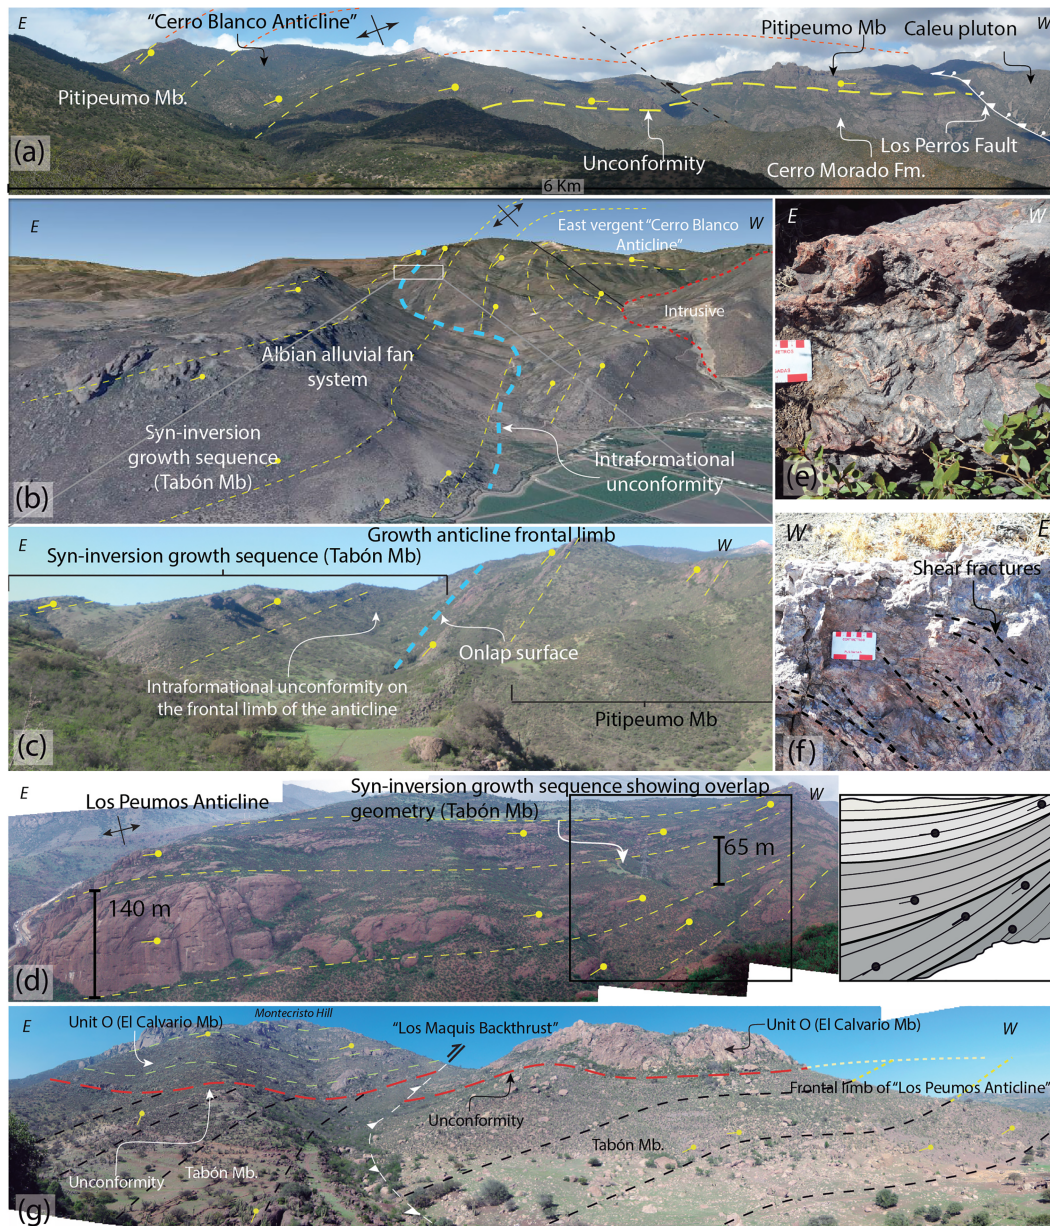 E
“Cerro Blanco Anticline”
Pitipeumo Mb
Caleu pluton
W
Pitipeumo Mb.
Unconformity
Cerro Morado Fm.
Los Perros Fault
(a)
6 Km
E
East vergent “Cerro Blanco
Anticline”
W
Intrusive
Albian alluvial fan
system
Syn-inversion
growth sequence
(Tabón Mb)
Intraformational
unconformity
(b)
E
W
(e)
E
Growth anticline frontal limb
Syn-inversion growth sequence (Tabón Mb)
W
Onlap surface
Intraformational unconformity on
the frontal limb of the anticline
Pitipeumo Mb
(c)
W
E
Shear fractures
(f)
E
Los Peumos Anticline
Syn-inversion growth sequence showing overlap
geometry (Tabón Mb)
W
65 m
140 m
(d)
E
Unit O (El Calvario Mb)
Montecristo Hill
“Los Maquis Backthrust”
Unit O (El Calvario Mb)
W
Frontal limb of “Los Peumos Anticline”
Unconformity
Tabón Mb.
Unconformity
Tabón Mb.
(g)